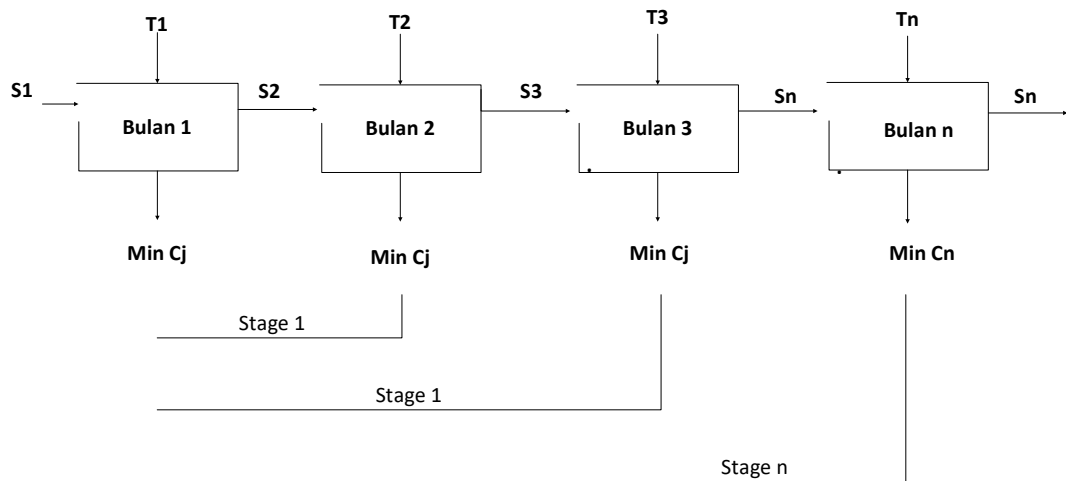 T1 T2 T3 Tn
S1 S2 S3 Sn Sn
Bulan 1 Bulan 2 Bulan 3 Bulan n
Min Cj Min Cj Min Cj Min Cn
Stage 1
Stage 1
Stage n